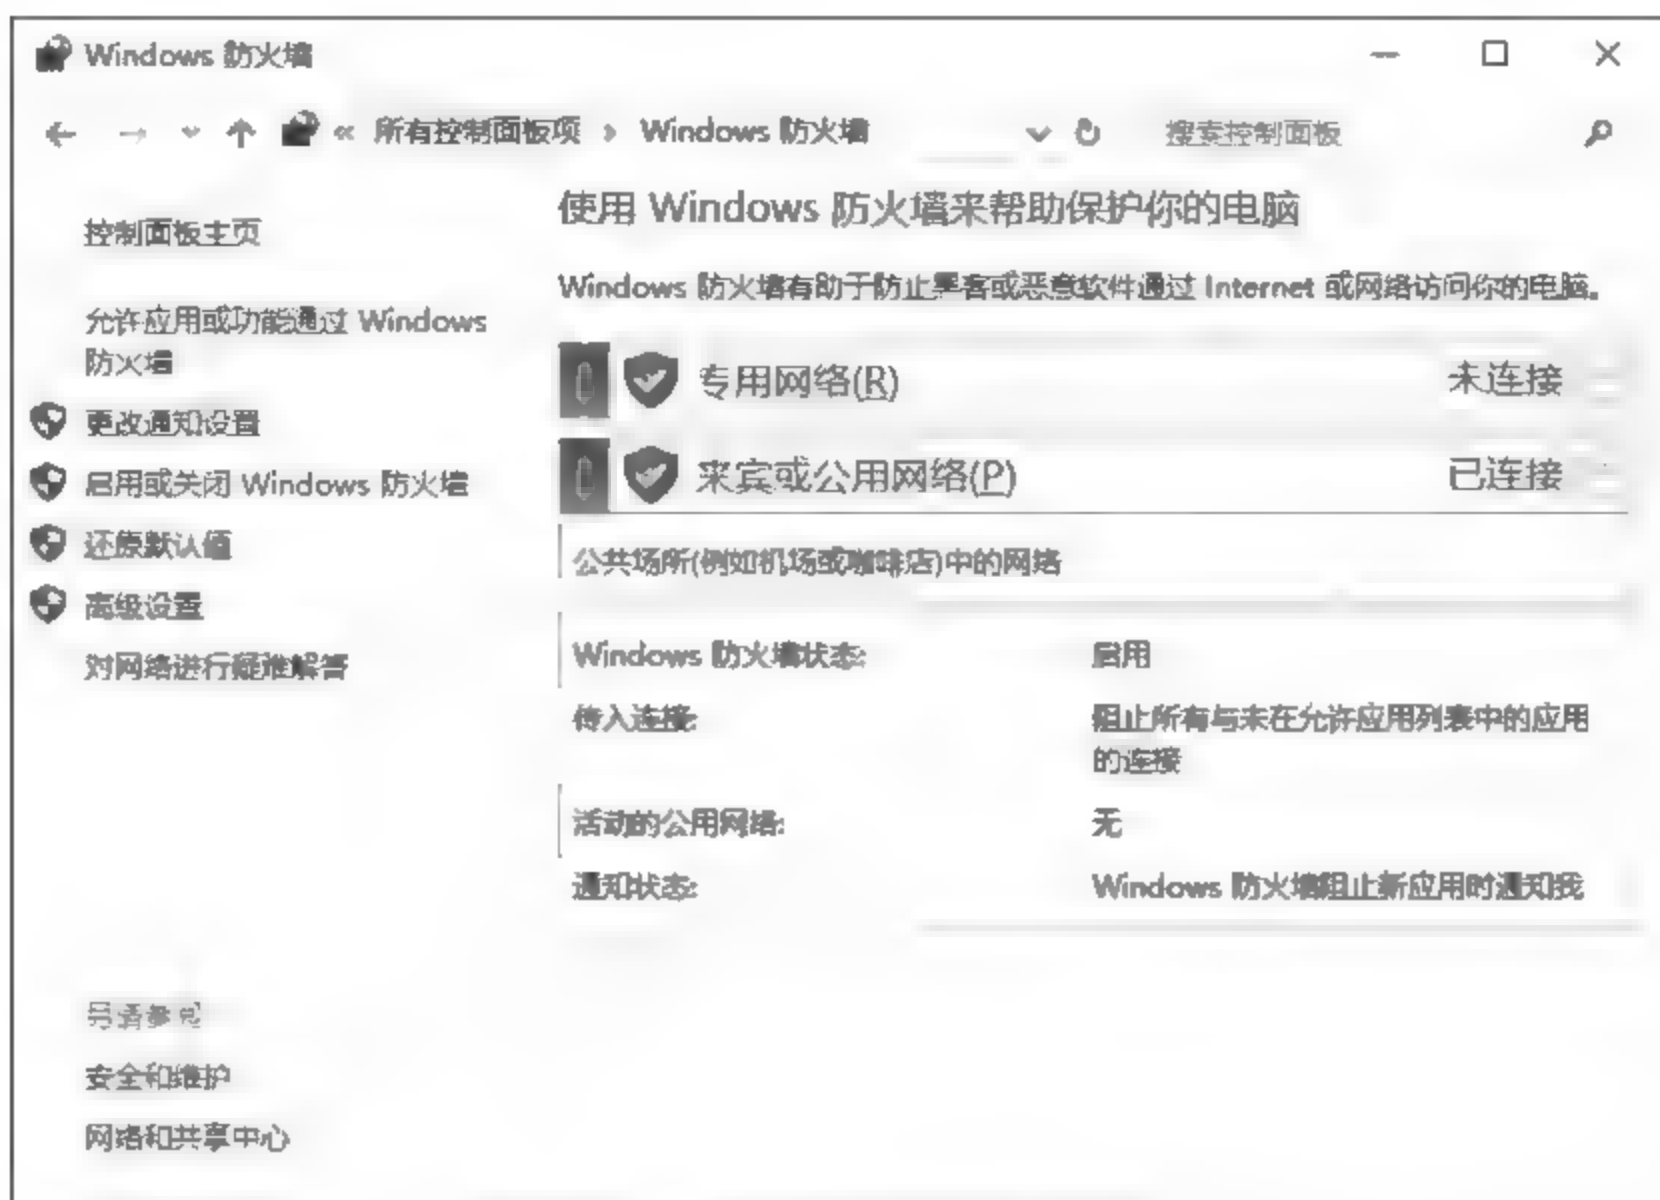 Windows 防火墙
« 所有控制面板项 › Windows 防火墙
搜索控制面板
控制面板主页
允许应用或功能通过 Windows
防火墙
更改通知设置
启用或关闭 Windows 防火墙
还原默认值
高级设置
对网络进行疑难解答
另请参阅
安全和维护
网络和共享中心
使用 Windows 防火墙来帮助保护你的电脑
Windows 防火墙有助于防止黑客或恶意软件通过 Internet 或网络访问你的电脑。
专用网络(R) 未连接
来宾或公用网络(P) 已连接
公共场所(例如机场或咖啡店)中的网络
Windows 防火墙状态: 启用
传入连接: 阻止所有与未在允许应用列表中的应用
的连接
活动的公用网络: 无
通知状态: Windows 防火墙阻止新应用时通知我